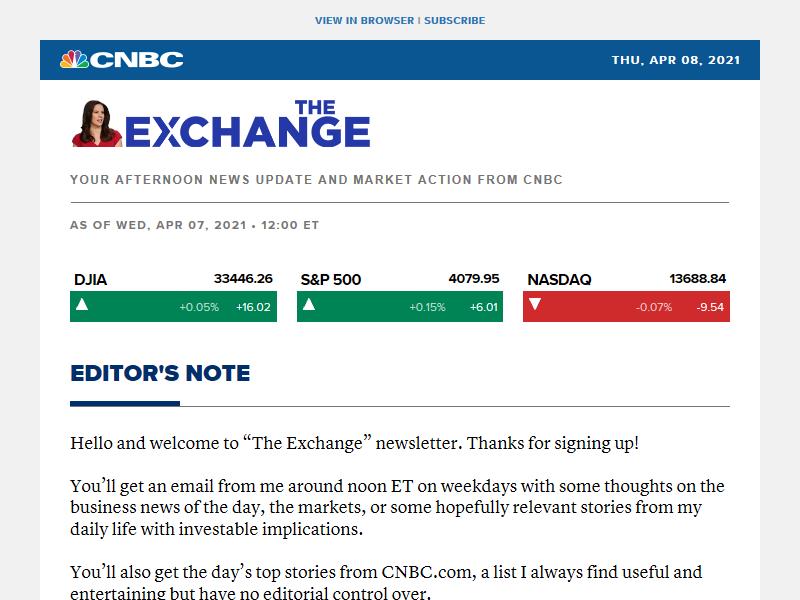 VIEW IN BROWSER | SUBSCRIBE
CNBC
THU, APR 08, 2021
THE
EXCHANGE
YOUR AFTERNOON NEWS UPDATE AND MARKET ACTION FROM CNBC
AS OF WED, APR 07, 2021 • 12:00 ET
DJIA 33446.26
+0.05% +16.02
S&P 500 4079.95
+0.15% +6.01
NASDAQ 13688.84
-0.07% -9.54
EDITOR'S NOTE
Hello and welcome to “The Exchange” newsletter. Thanks for signing up!
You’ll get an email from me around noon ET on weekdays with some thoughts on the
business news of the day, the markets, or some hopefully relevant stories from my
daily life with investable implications.
You’ll also get the day’s top stories from CNBC.com, a list I always find useful and
entertaining but have no editorial control over.